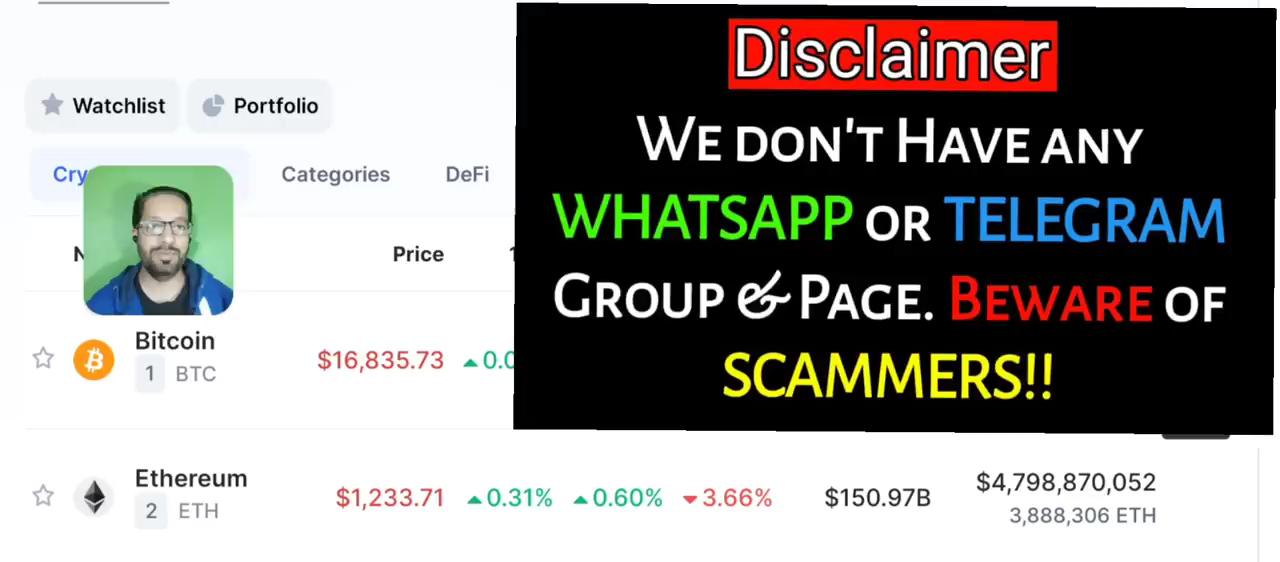 Disclaimer
WE DON'T HAVE ANY
WHATSAPP OR TELEGRAM
GROUP & PAGE. BEWARE OF
SCAMMERS!!
Watchlist
Portfolio
Categories
DeFi
Price
Bitcoin
1 BTC
$16,835.73
Ethereum
2 ETH
$1,233.71 0.31% 0.60% 3.66% $150.97B
$4,798,870,052
3,888,306 ETH